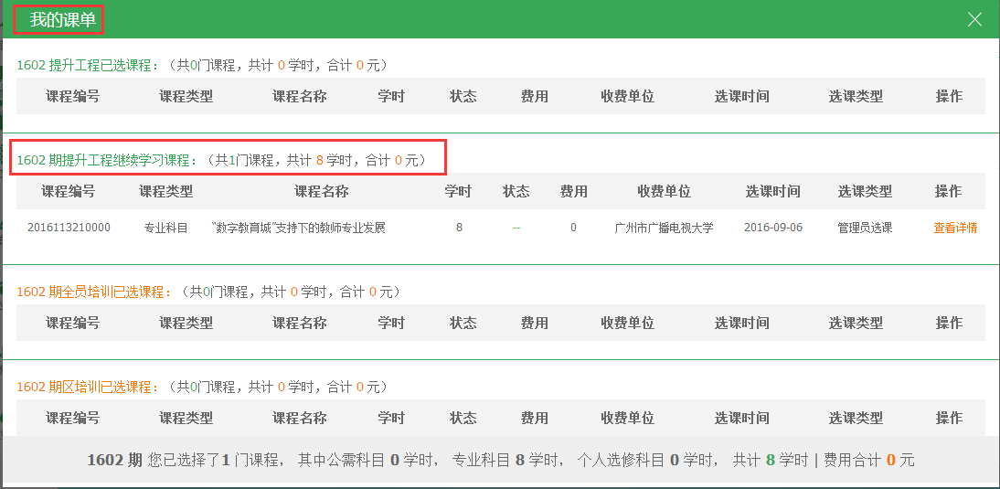 我的课单
1602 提升工程已选课程：（共0门课程，共计 0 学时，合计 0 元）
课程编号 课程类型 课程名称 学时 状态 费用 收费单位 选课时间 选课类型 操作
1602 期提升工程继续学习课程：（共1门课程，共计 8 学时，合计 0 元）
课程编号 课程类型 课程名称 学时 状态 费用 收费单位 选课时间 选课类型 操作
2016113210000 专业科目 “数字教育城”支持下的教师专业发展 8 -- 0 广州市广播电视大学 2016-09-06 管理员选课 查看详情
1602 期全员培训已选课程：（共0门课程，共计 0 学时，合计 0 元）
课程编号 课程类型 课程名称 学时 状态 费用 收费单位 选课时间 选课类型 操作
1602 期区培训已选课程：（共0门课程，共计 0 学时，合计 0 元）
课程编号 课程类型 课程名称 学时 状态 费用 收费单位 选课时间 选课类型 操作
1602 期 您已选择了1 门课程， 其中公需科目 0 学时， 专业科目 8 学时， 个人选修科目 0 学时， 共计 8 学时 | 费用合计 0 元